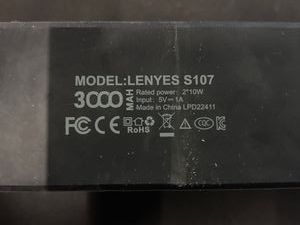 MODEL:LENYES S107
3000 MAH
Rated power: 2*10W
Input: 5V⎓1A
Made in China LPD22411
FC CE RoHS CQC